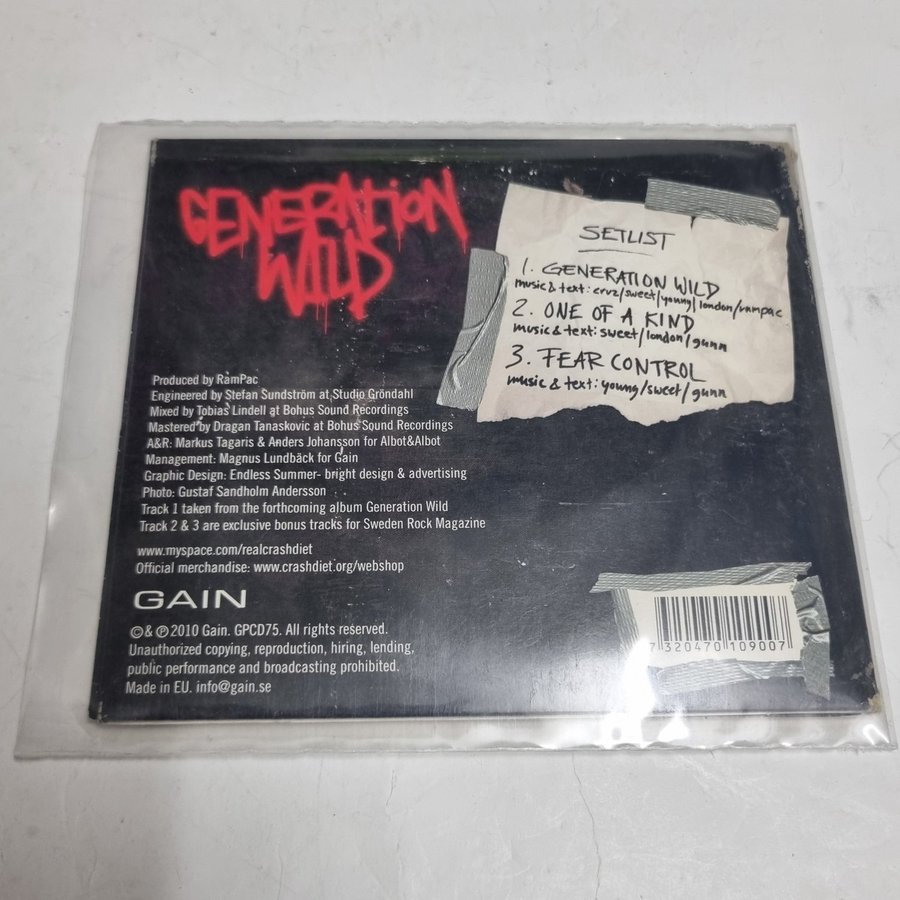 GENERATION
WILD
SETLIST
1. GENERATION WILD
music & text: cruz/sweet/young/london/rampac
2. ONE OF A KIND
music & text: sweet/london/gunn
3. FEAR CONTROL
music & text: young/sweet/gunn
Produced by RamPac
Engineered by Stefan Sundström at Studio Gröndahl
Mixed by Tobias Lindell at Bohus Sound Recordings
Mastered by Dragan Tanaskovic at Bohus Sound Recordings
A&R: Markus Tagaris & Anders Johansson for Albot&Albot
Management: Magnus Lundbäck for Gain
Graphic Design: Endless Summer- bright design & advertising
Photo: Gustaf Sandholm Andersson
Track 1 taken from the forthcoming album Generation Wild
Track 2 & 3 are exclusive bonus tracks for Sweden Rock Magazine
www.myspace.com/realcrashdiet
Official merchandise: www.crashdiet.org/webshop
GAIN
©& ℗ 2010 Gain. GPCD75. All rights reserved.
Unauthorized copying, reproduction, hiring, lending,
public performance and broadcasting prohibited.
Made in EU. info@gain.se
7 320470 109007